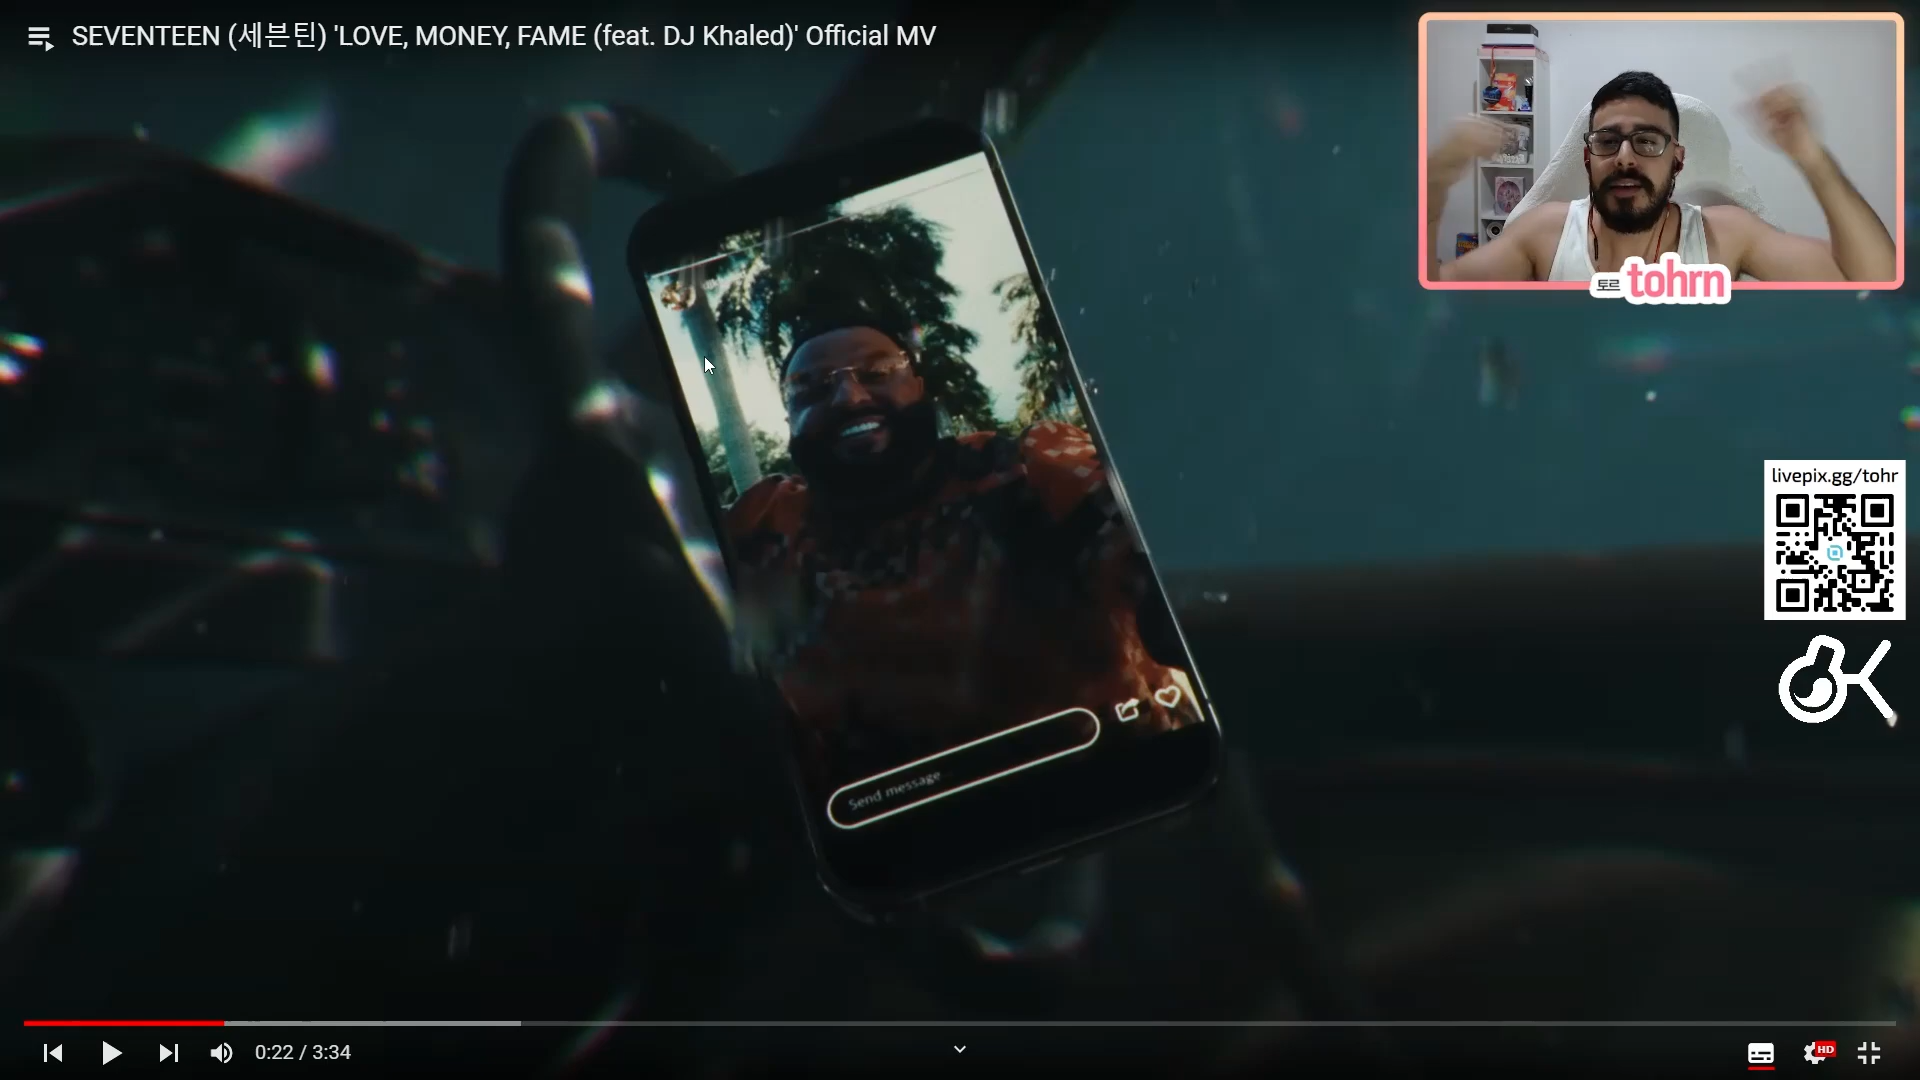 SEVENTEEN (세븐틴) 'LOVE, MONEY, FAME (feat. DJ Khaled)' Official MV
토르 tohrn
livepix.gg/tohr
OK
Send message
0:22 / 3:34
HD